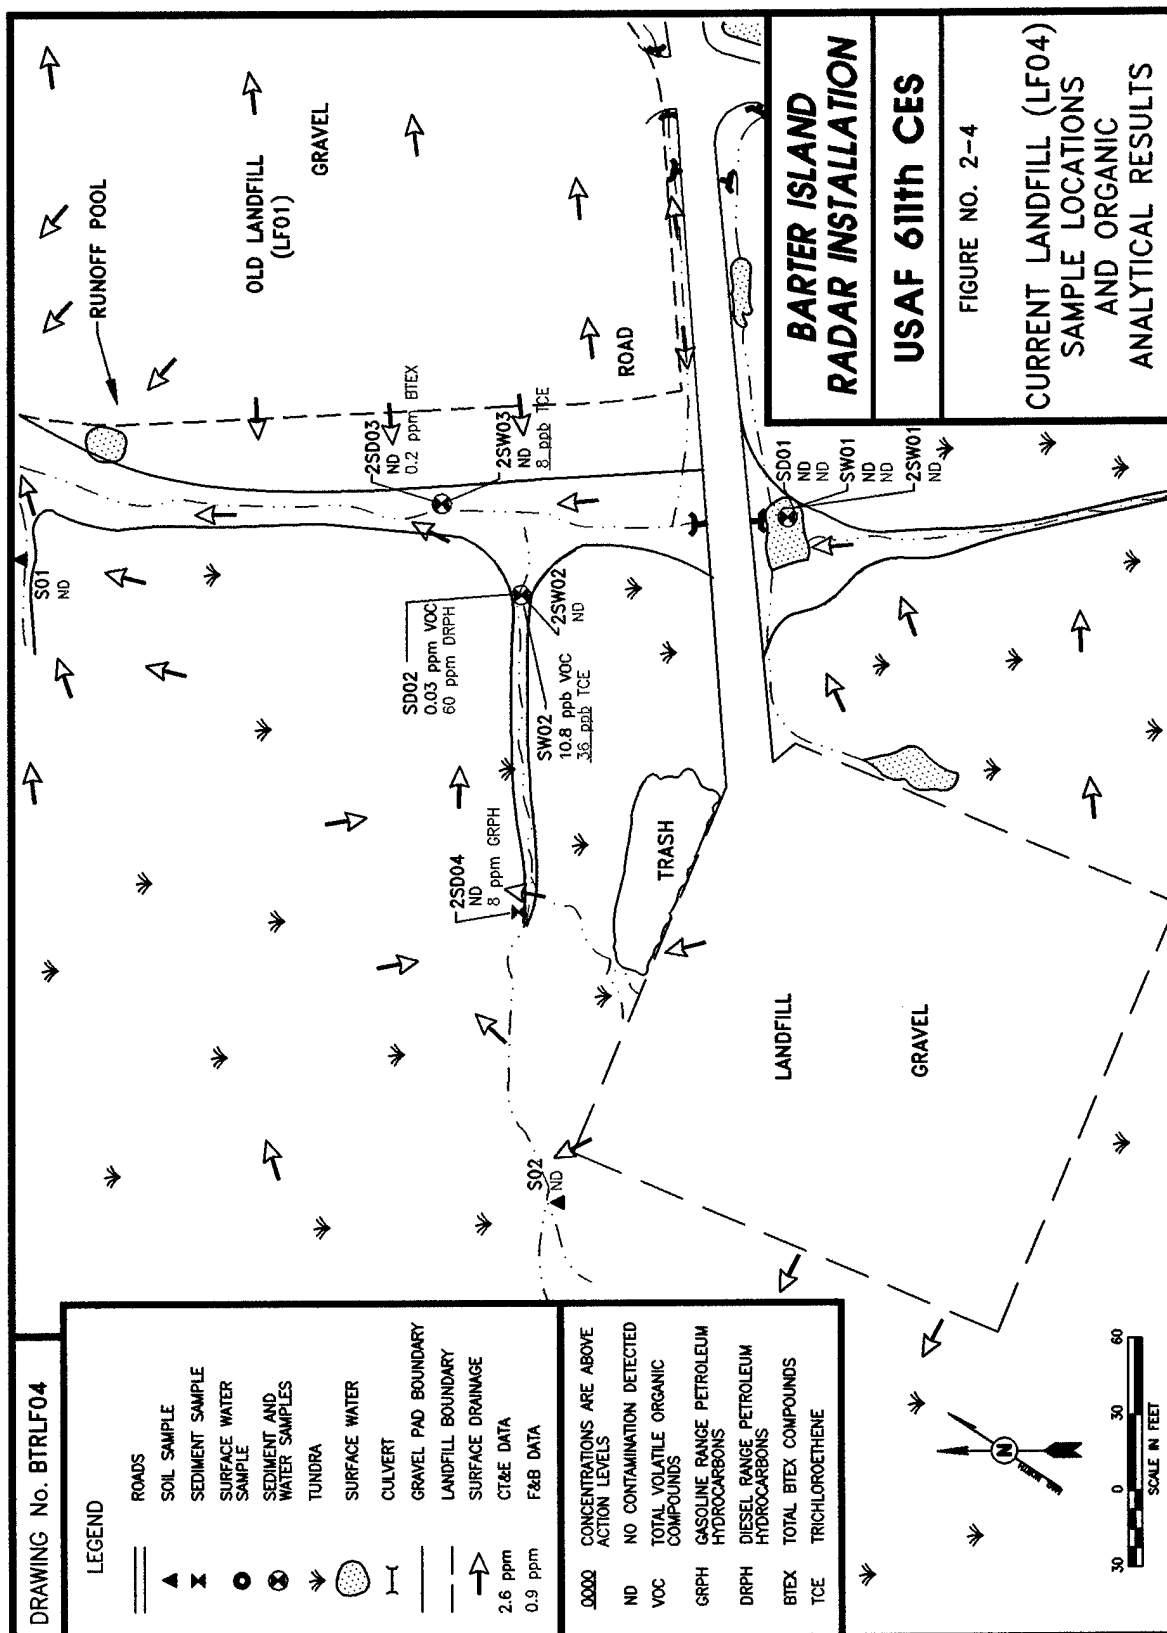 DRAWING No. BTRLF04
LEGEND
ROADS
SOIL SAMPLE
SEDIMENT SAMPLE
SURFACE WATER
SAMPLE
SEDIMENT AND
WATER SAMPLES
TUNDRA
SURFACE WATER
CULVERT
GRAVEL PAD BOUNDARY
LANDFILL BOUNDARY
SURFACE DRAINAGE
2.6 ppm CT&E DATA
0.9 ppm F&B DATA
0000 CONCENTRATIONS ARE ABOVE
ACTION LEVELS
ND NO CONTAMINATION DETECTED
VOC TOTAL VOLATILE ORGANIC
COMPOUNDS
GRPH GASOLINE RANGE PETROLEUM
HYDROCARBONS
DRPH DIESEL RANGE PETROLEUM
HYDROCARBONS
BTEX TOTAL BTEX COMPOUNDS
TCE TRICHLOROETHENE
S01
ND
RUNOFF POOL
OLD LANDFILL
(LF01)
GRAVEL
2SD03
ND
0.2 ppm BTEX
2SW03
ND
8 ppb TCE
ROAD
SD02
0.03 ppm VOC
60 ppm DRPH
2SW02
ND
SW02
10.8 ppb VOC
36 ppb TCE
2SD04
ND
8 ppm GRPH
S02
ND
TRASH
LANDFILL
GRAVEL
SD01
ND
ND
SW01
ND
ND
2SW01
ND
N
MAG. NORTH
30 0 30 60
SCALE IN FEET
BARTER ISLAND
RADAR INSTALLATION
USAF 611th CES
FIGURE NO. 2-4
CURRENT LANDFILL (LF04)
SAMPLE LOCATIONS
AND ORGANIC
ANALYTICAL RESULTS